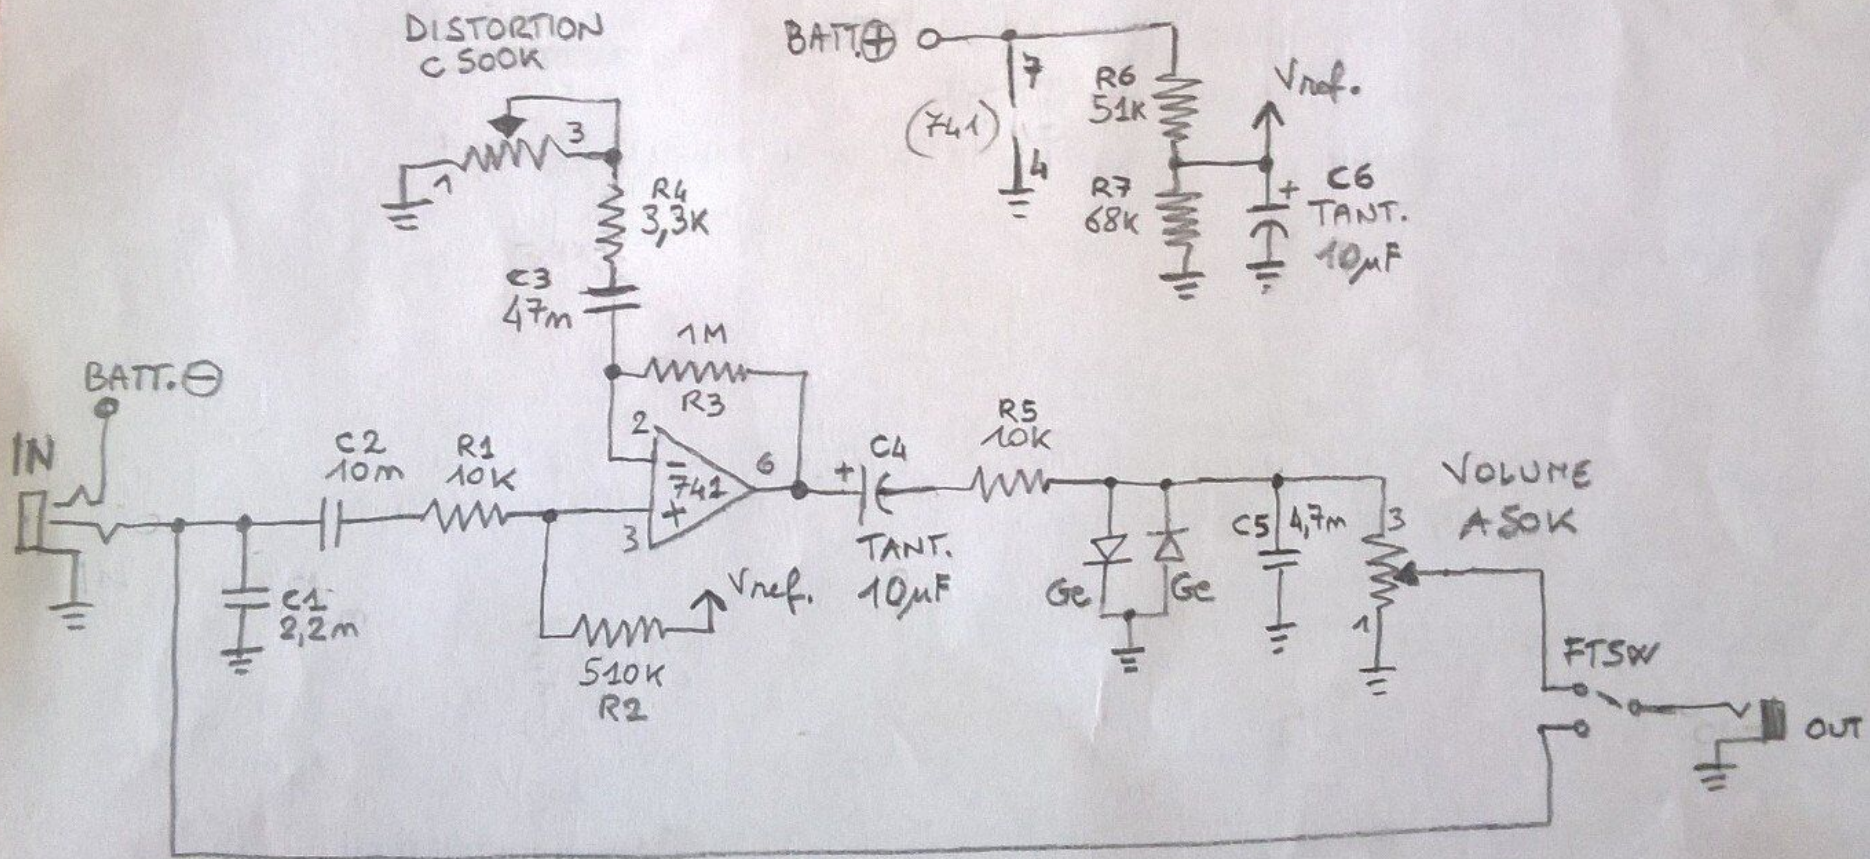 DISTORTION
C 500K
3
1
R4
3,3K
C3
47n
1M
R3
BATT. ⊕
7
(741)
4
R6
51K
Vref.
R7
68K
+
C6
TANT.
10µF
BATT. ⊖
IN
C2
10n
R1
10K
C1
2,2n
2
-
741
+
3
6
510K
R2
Vref.
+
C4
TANT.
10µF
R5
10K
Ge
Ge
C5
4,7n
VOLUME
A 50K
3
1
FTSW
OUT